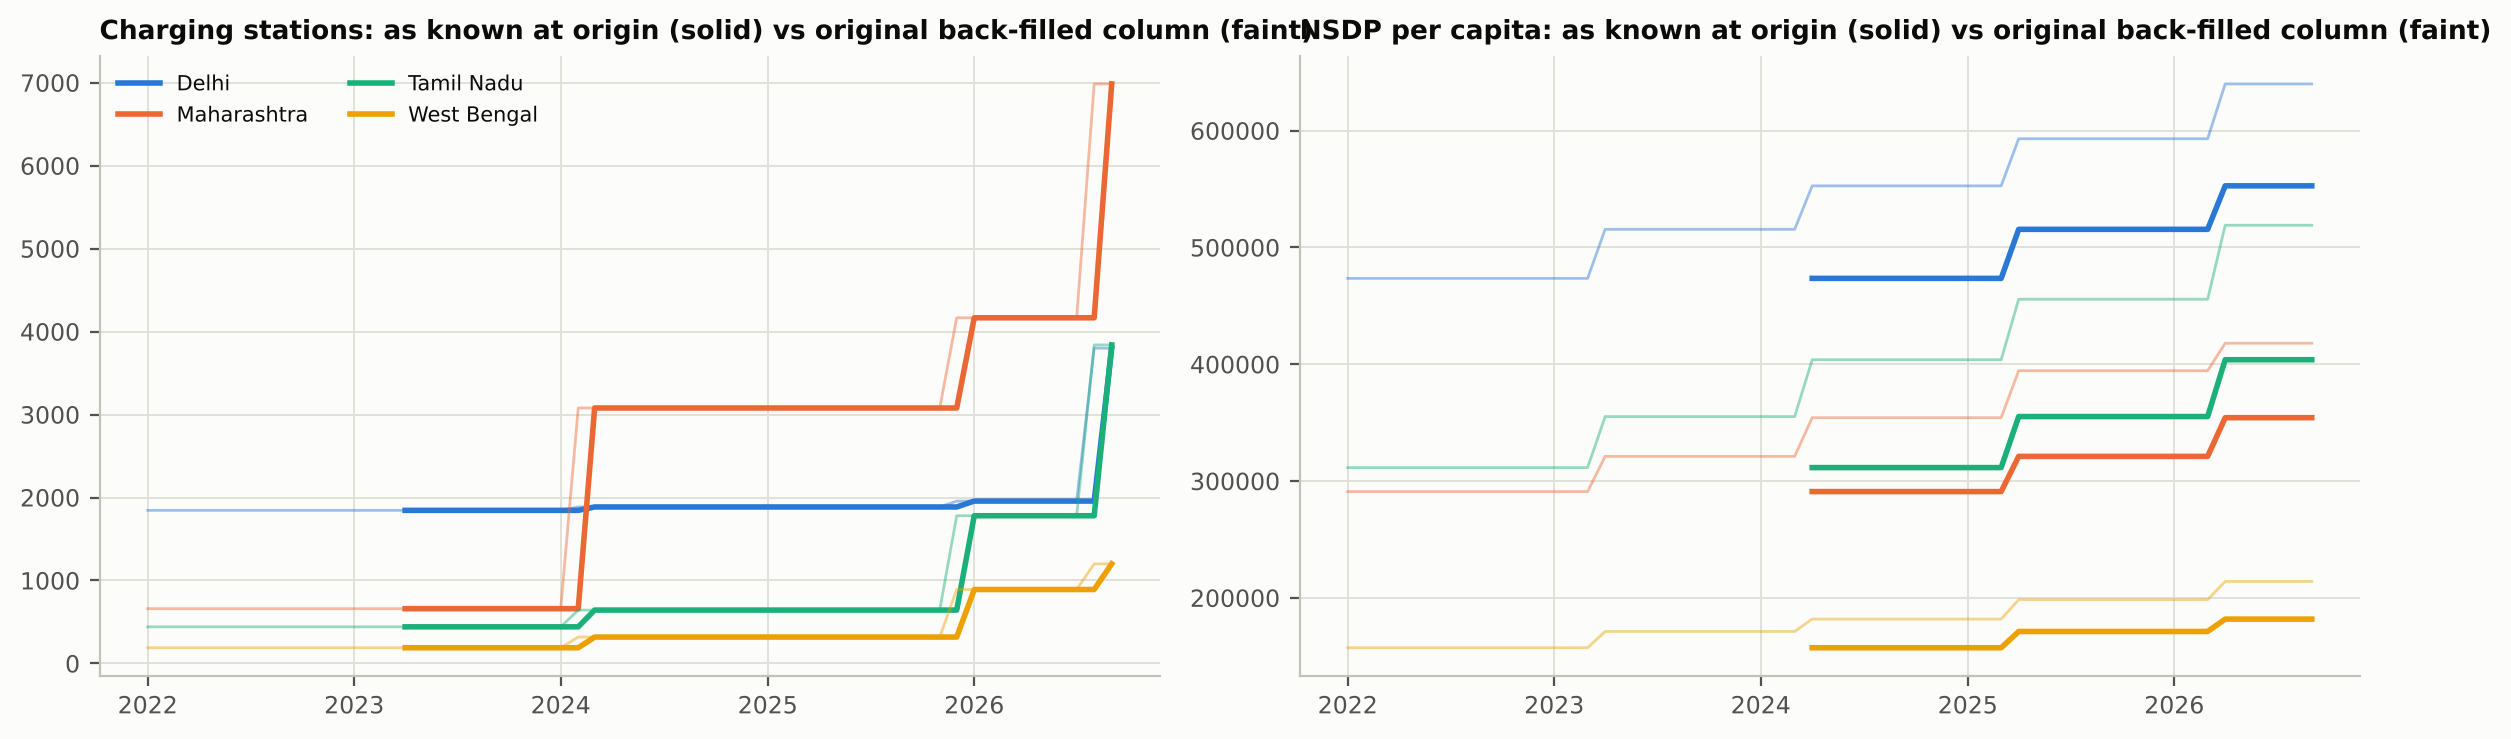 Charging stations: as known at origin (solid) vs original back-filled column (faint)
Delhi
Maharashtra
Tamil Nadu
West Bengal
7000
6000
5000
4000
3000
2000
1000
0
2022 2023 2024 2025 2026
NSDP per capita: as known at origin (solid) vs original back-filled column (faint)
600000
500000
400000
300000
200000
2022 2023 2024 2025 2026